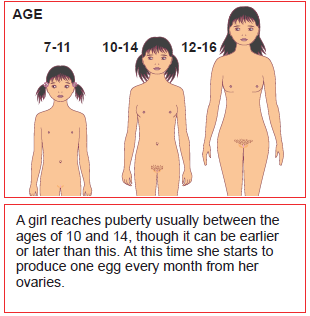 AGE
7-11
10-14
12-16
A girl reaches puberty usually between the
ages of 10 and 14, though it can be earlier
or later than this. At this time she starts to
produce one egg every month from her
ovaries.